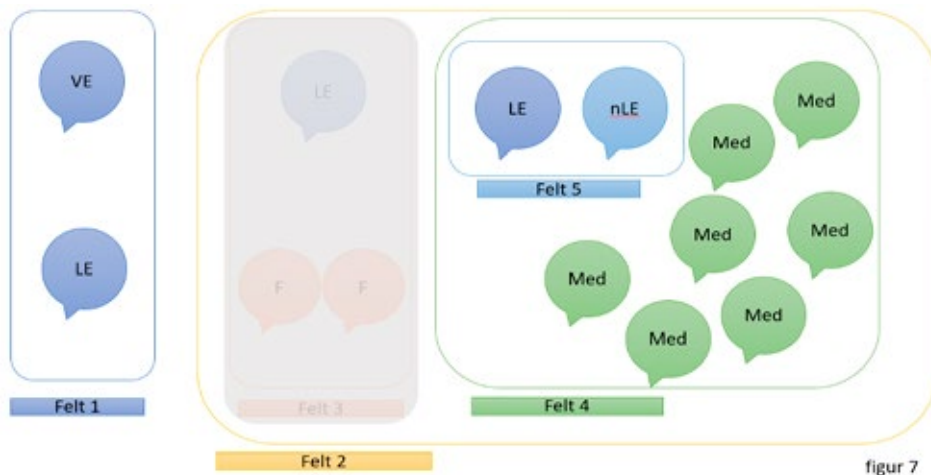 VE
LE
Felt 1
LE
F F
Felt 3
LE nLE
Felt 5
Med
Med
Med
Med
Med
Med
Med
Felt 4
Felt 2
figur 7